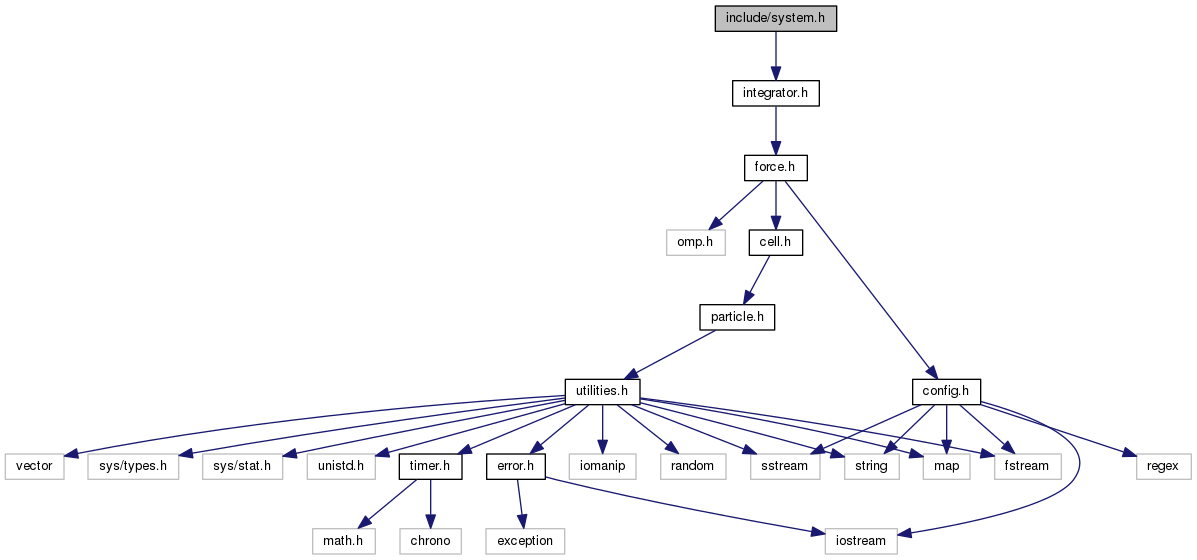 include/system.h
integrator.h
force.h
omp.h
cell.h
particle.h
utilities.h
config.h
vector
sys/types.h
sys/stat.h
unistd.h
timer.h
error.h
iomanip
random
sstream
string
map
fstream
regex
math.h
chrono
exception
iostream